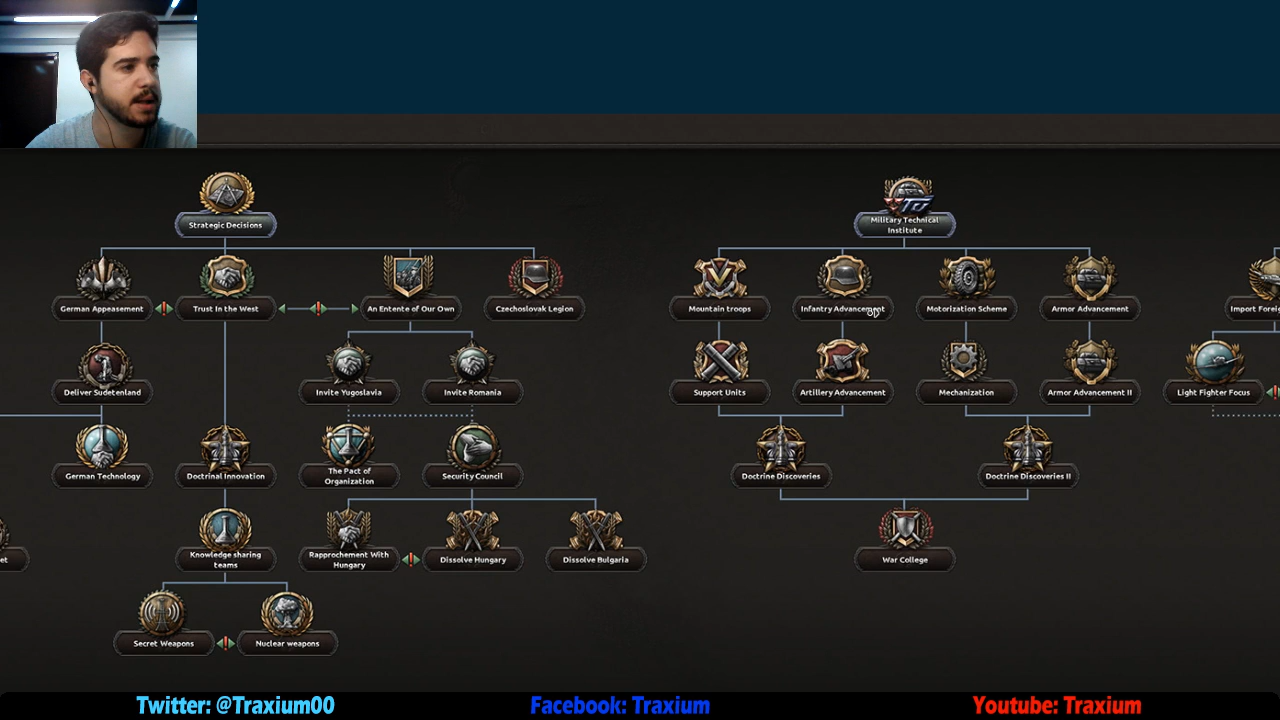 Strategic Decisions
Military Technical
Institute
German Appeasement
Trust In the West
An Entente of Our Own
Czechoslovak Legion
Mountain troops
Infantry Advancement
Motorization Scheme
Armor Advancement
Import Foreig
Deliver Sudetenland
Invite Yugoslavia
Invite Romania
Support Units
Artillery Advancement
Mechanization
Armor Advancement II
Light Fighter Focus
German Technology
Doctrinal Innovation
The Pact of
Organization
Security Council
Doctrine Discoveries
Doctrine Discoveries II
et
Knowledge sharing
teams
Rapprochement With
Hungary
Dissolve Hungary
Dissolve Bulgaria
War College
Secret Weapons
Nuclear weapons
Twitter: @Traxium00
Facebook: Traxium
Youtube: Traxium